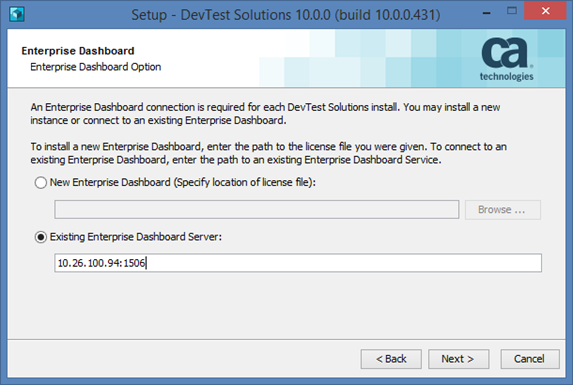 Setup - DevTest Solutions 10.0.0 (build 10.0.0.431)
Enterprise Dashboard
Enterprise Dashboard Option
ca
technologies
An Enterprise Dashboard connection is required for each DevTest Solutions install. You may install a new
instance or connect to an existing Enterprise Dashboard.
To install a new Enterprise Dashboard, enter the path to the license file you were given. To connect to an
existing Enterprise Dashboard, enter the path to an existing Enterprise Dashboard Service.
New Enterprise Dashboard (Specify location of license file):
Browse ...
Existing Enterprise Dashboard Server:
10.26.100.94:1506
< Back
Next >
Cancel